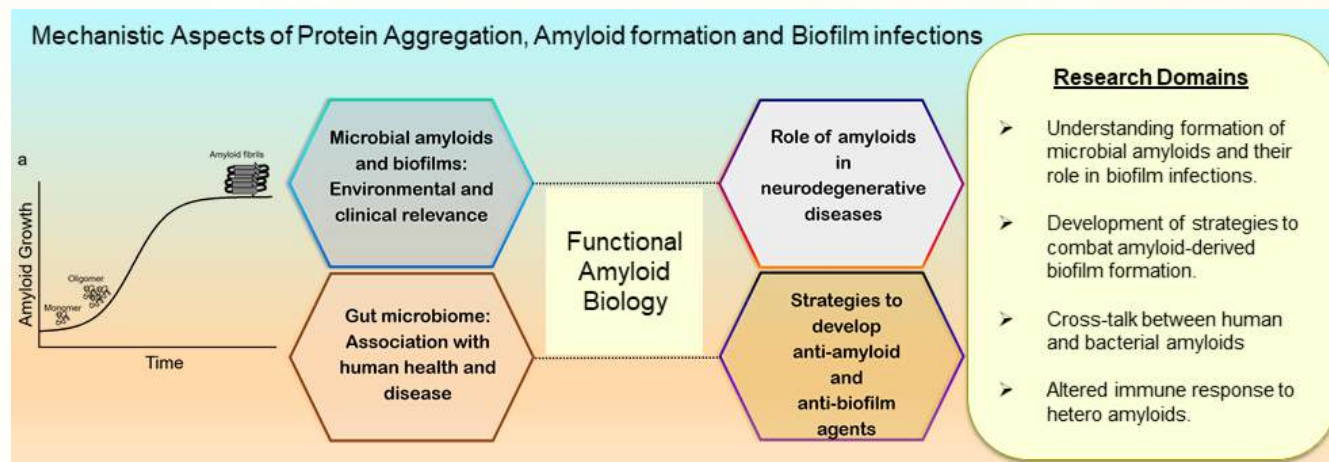 Mechanistic Aspects of Protein Aggregation, Amyloid formation and Biofilm infections
a
Amyloid fibrils
Oligomer
Monomer
Amyloid Growth
Time
Microbial amyloids
and biofilms:
Environmental and
clinical relevance
Gut microbiome:
Association with
human health and
disease
Functional
Amyloid
Biology
Role of amyloids
in
neurodegenerative
diseases
Strategies to
develop
anti-amyloid
and
anti-biofilm
agents
Research Domains
➢ Understanding formation of
microbial amyloids and their
role in biofilm infections.
➢ Development of strategies to
combat amyloid-derived
biofilm formation.
➢ Cross-talk between human
and bacterial amyloids
➢ Altered immune response to
hetero amyloids.